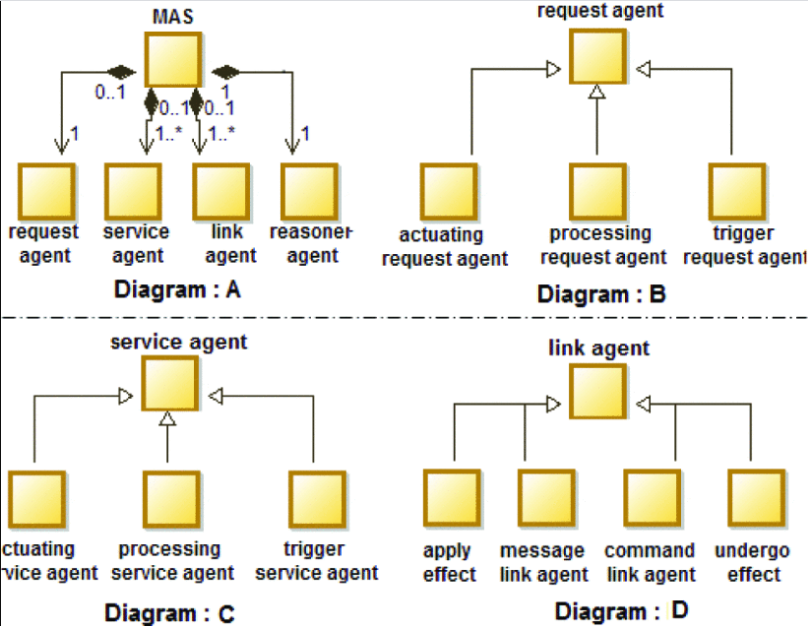 MAS
0..1
0..1
0..1
1
1
1..*
1..*
1
request
agent
service
agent
link
agent
reasoner
agent
Diagram : A
request agent
actuating
request agent
processing
request agent
trigger
request agent
Diagram : B
service agent
ctuating
rvice agent
processing
service agent
trigger
service agent
Diagram : C
link agent
apply
effect
message
link agent
command
link agent
undergo
effect
Diagram : D